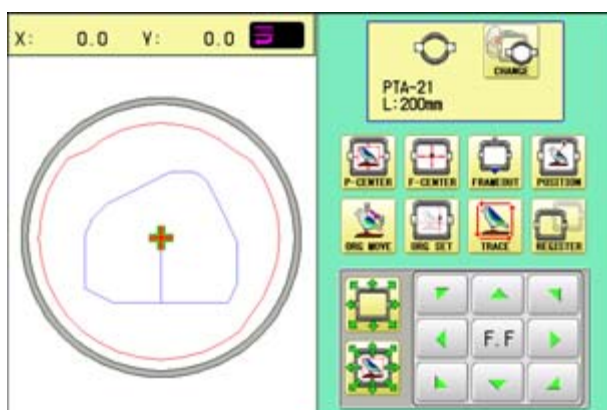 X: 0.0 Y: 0.0
CHANGE
PTA-21
L:200mm
P-CENTER F-CENTER FRAMEOUT POSITION
ORG MOVE ORG SET TRACE REGISTER
F.F